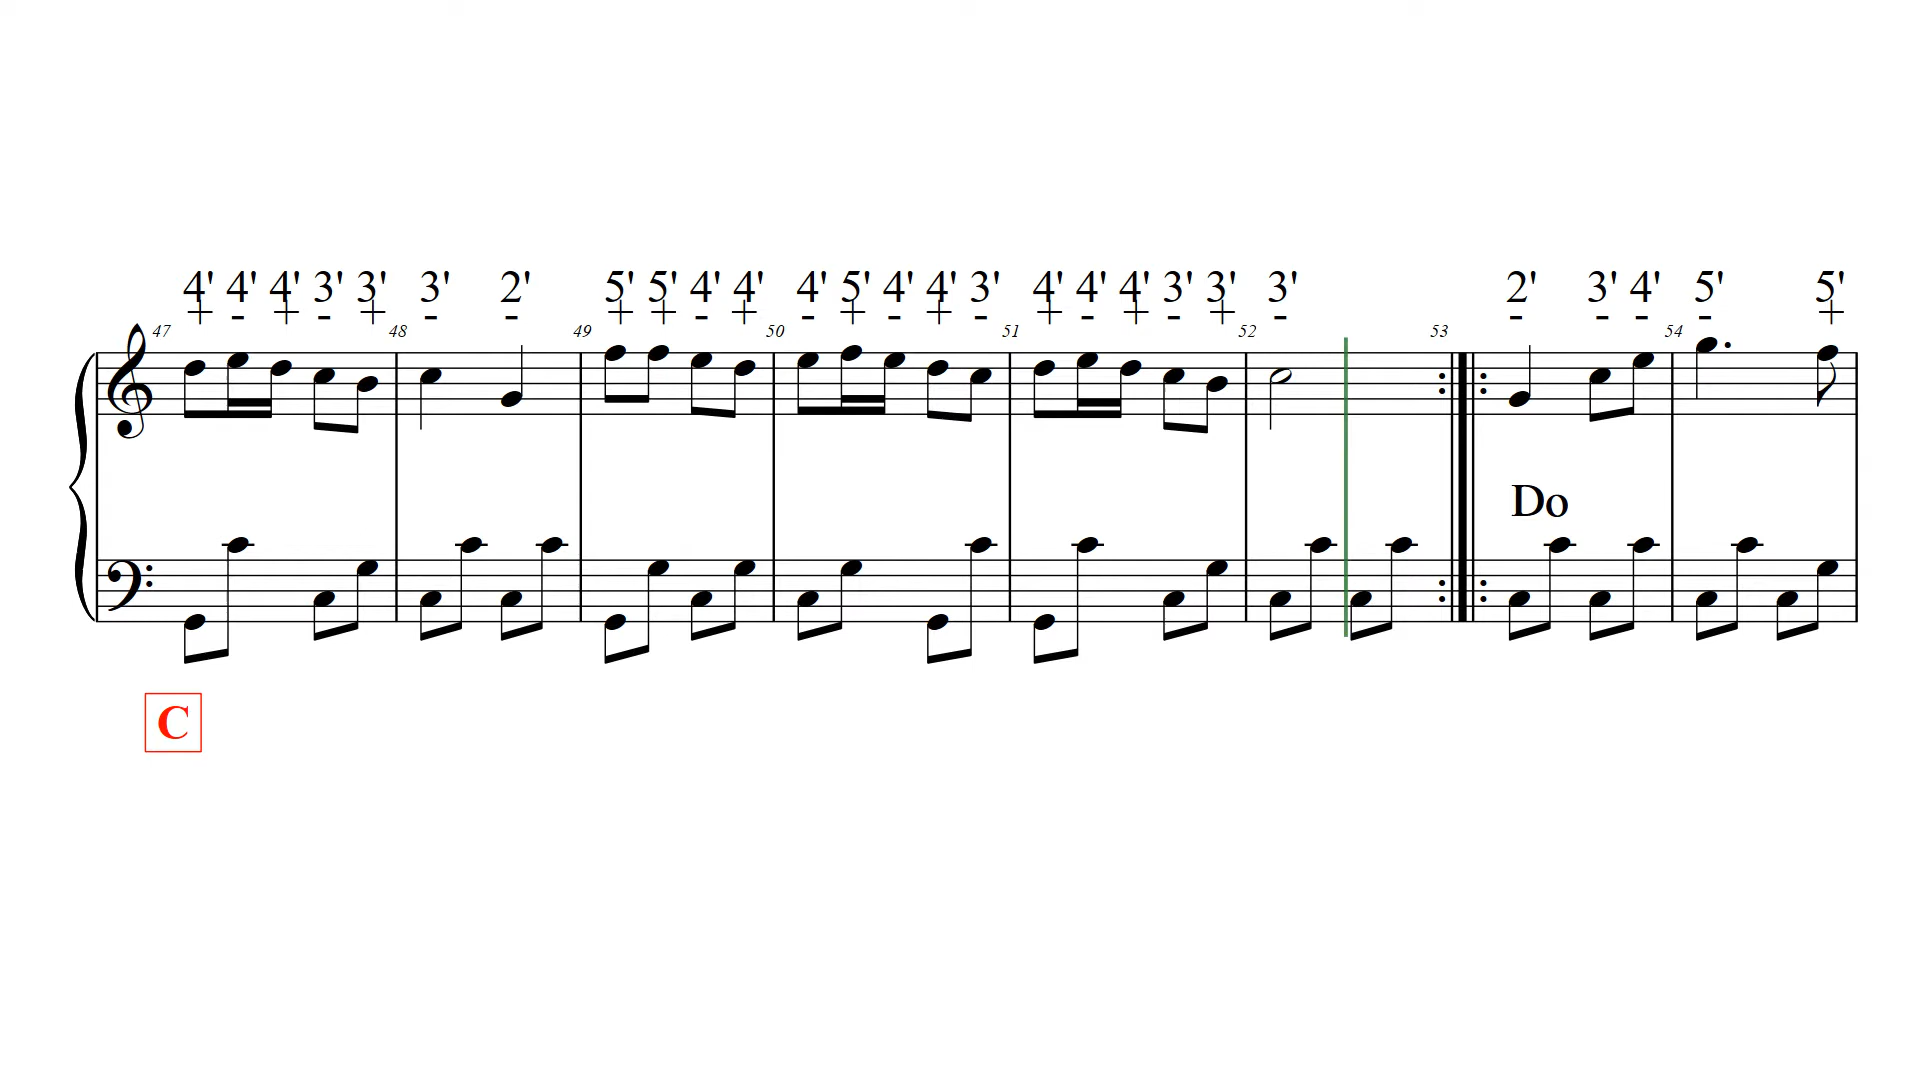 4' 4' 4' 3' 3' 3' 2' 5' 5' 4' 4' 4' 5' 4' 4' 3' 4' 4' 4' 3' 3' 3' 2' 3' 4' 5' 5'
+ - + - + - - + + - + - + - + - + - + - + - - - - - +
47 48 49 50 51 52 53 54
Do
C